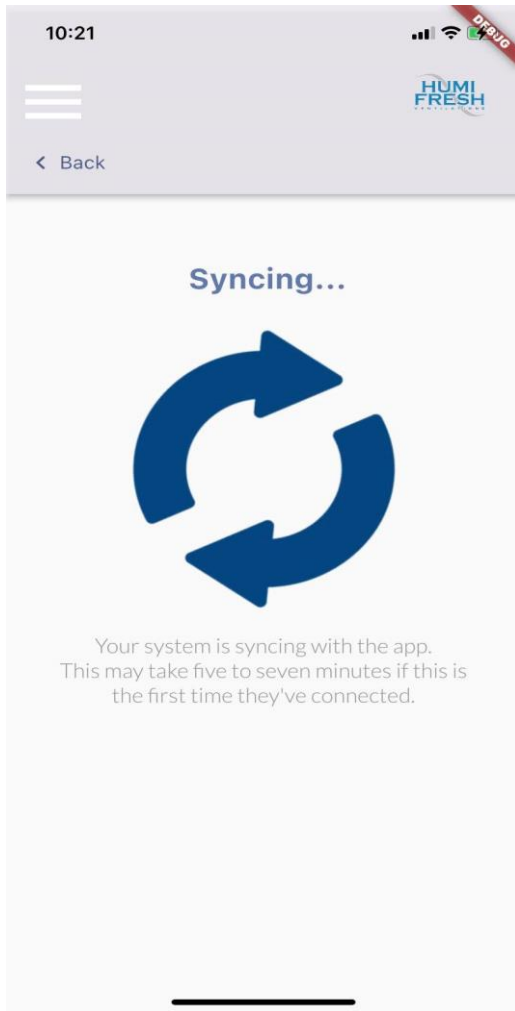 10:21
DEBUG
HUMI
FRESH
< Back
Syncing...
Your system is syncing with the app.
This may take five to seven minutes if this is
the first time they've connected.